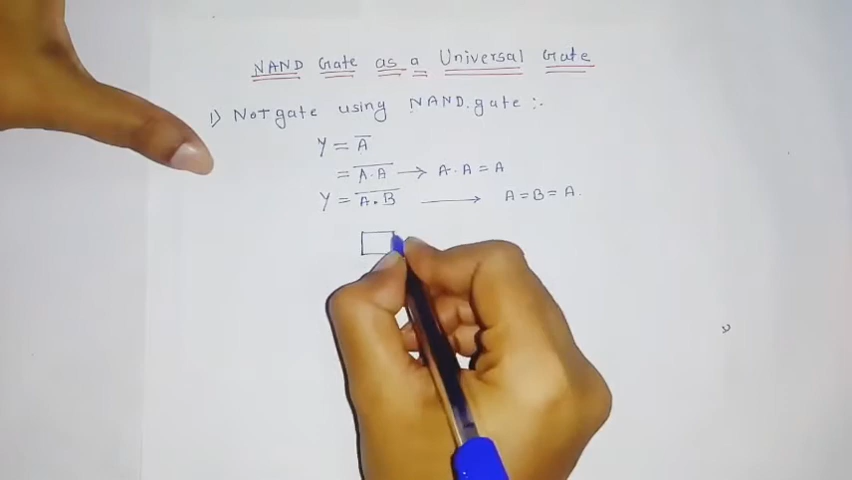 NAND Gate as a Universal Gate
1) Not gate using NAND.gate :.
Y = A̅
= A̅.̅A̅ → A.A = A
Y = A̅.̅B̅ → A = B = A.